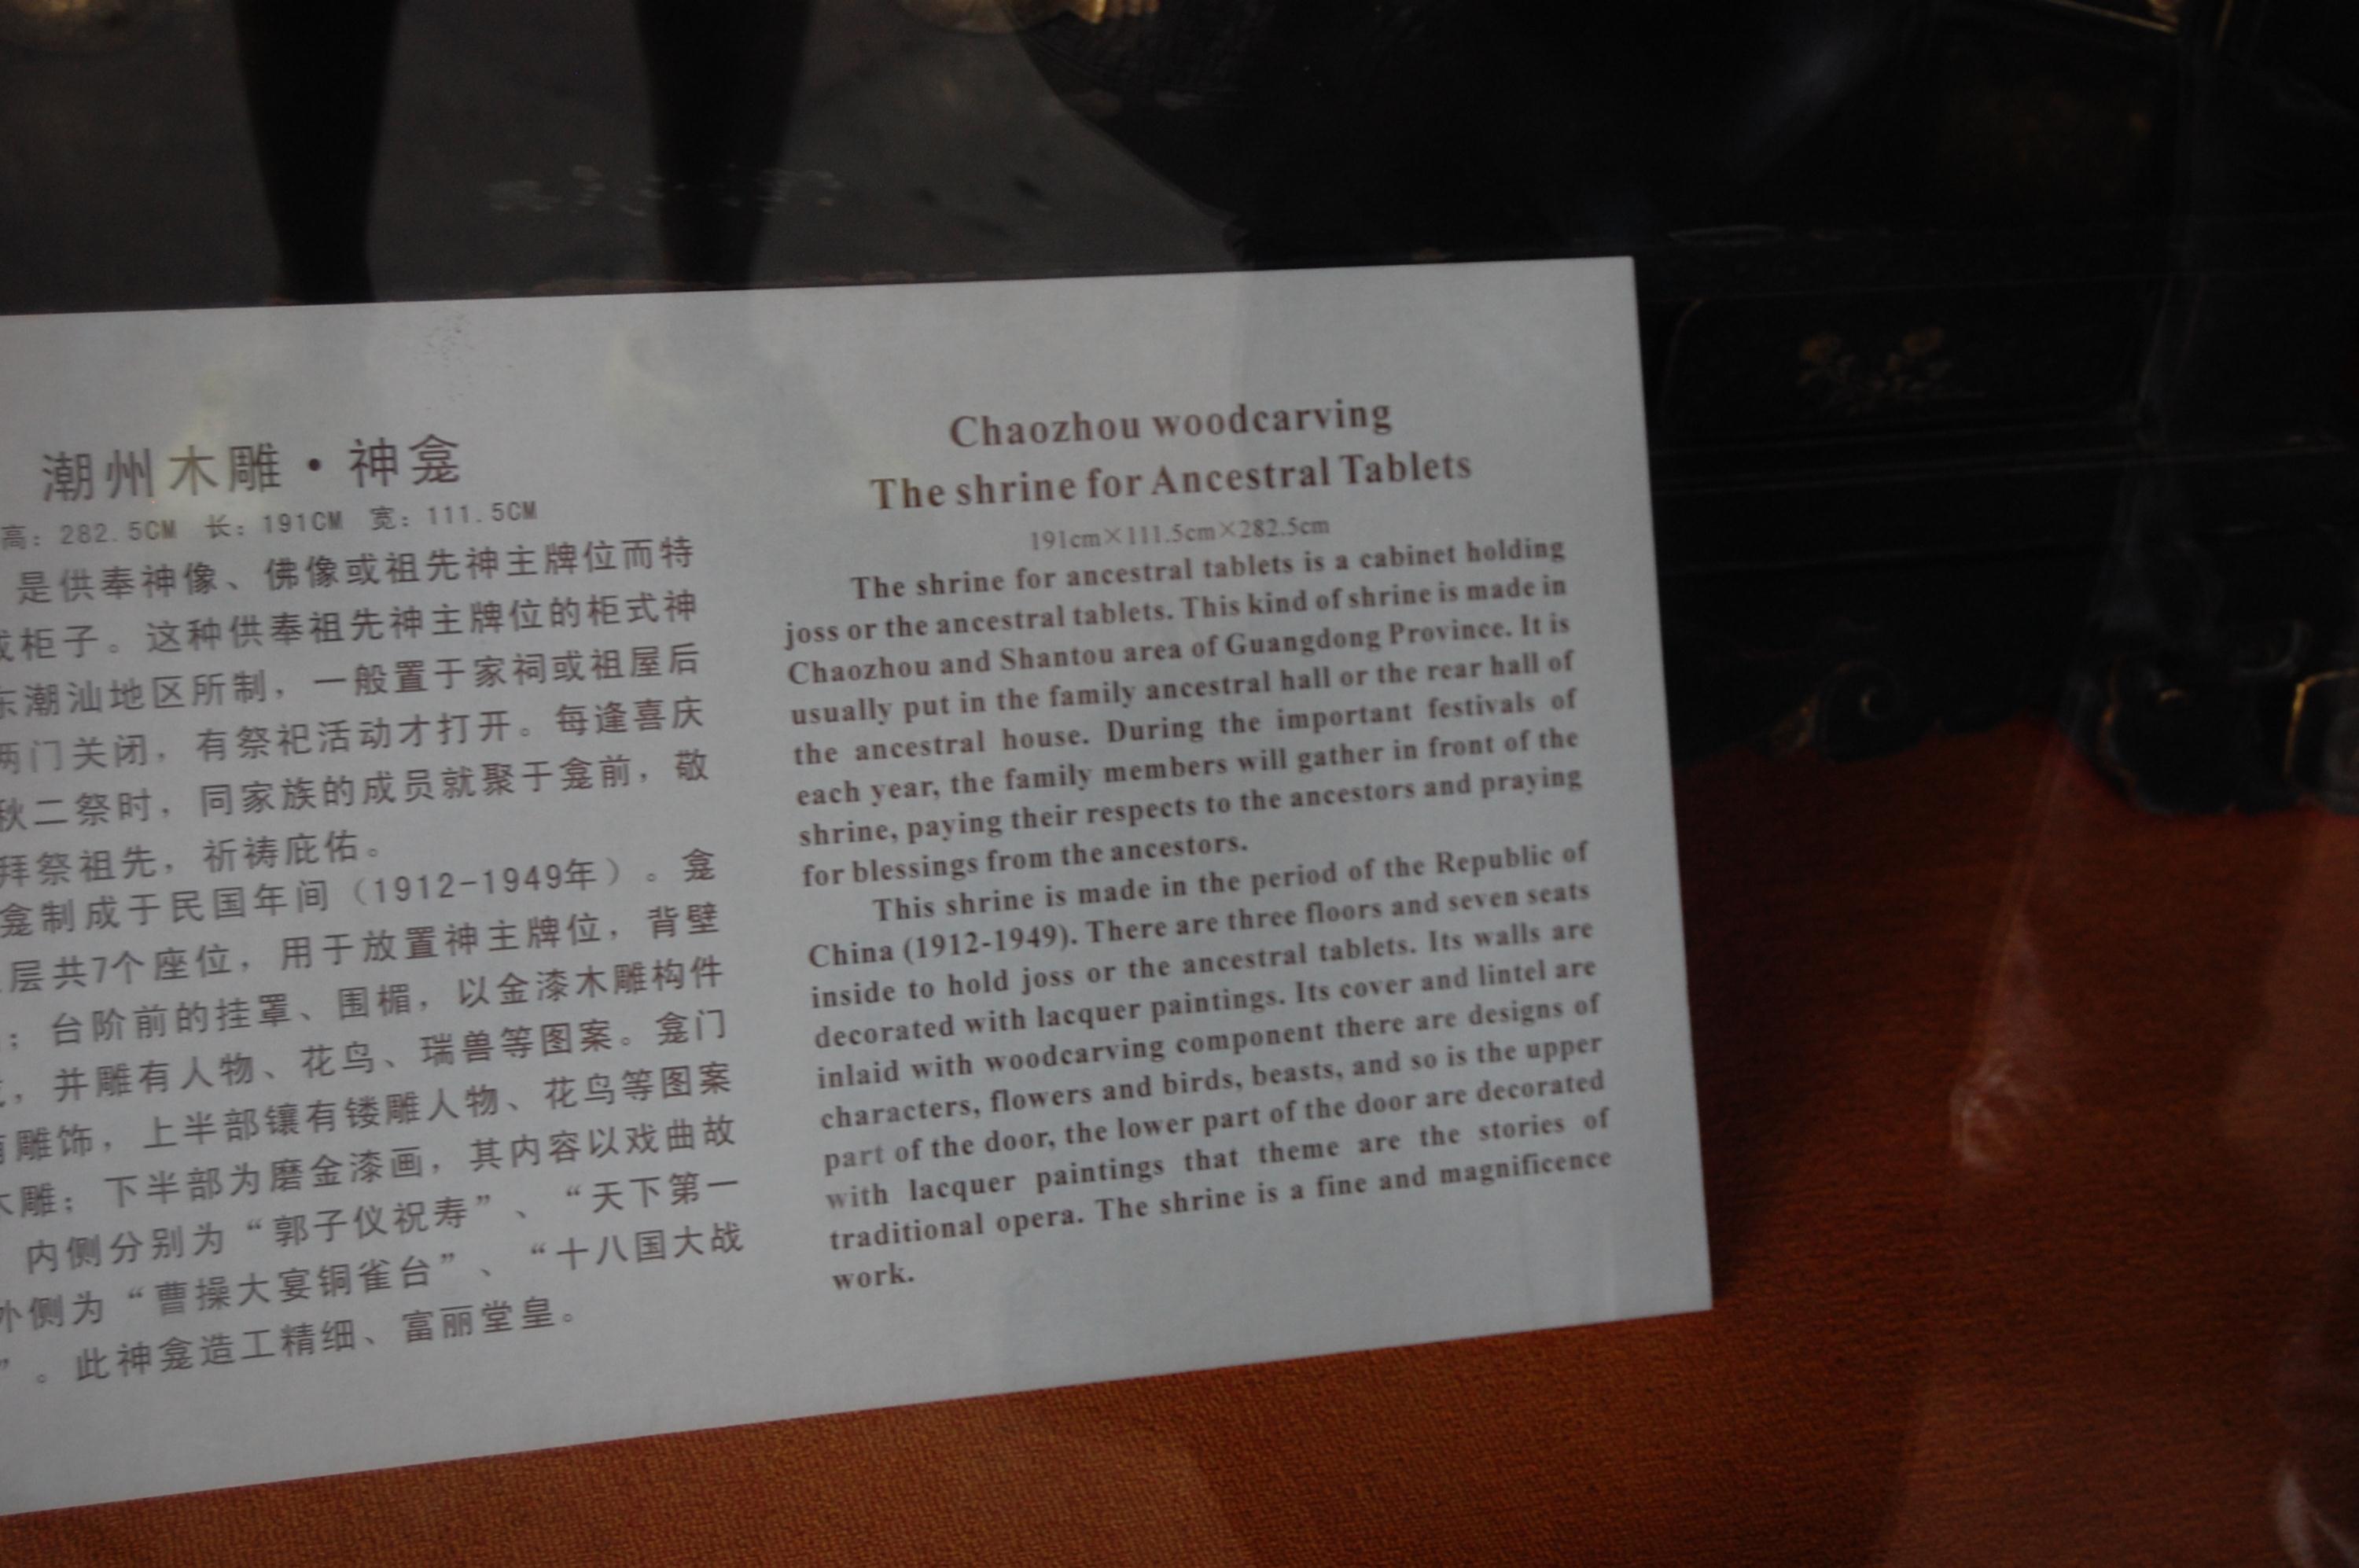 潮州木雕·神龛
高: 282.5CM 长: 191CM 宽: 111.5CM
是供奉神像、佛像或祖先神主牌位而特
或柜子。这种供奉祖先神主牌位的柜式神
东潮汕地区所制，一般置于家祠或祖屋后
两门关闭，有祭祀活动才打开。每逢喜庆
秋二祭时，同家族的成员就聚于龛前，敬
拜祭祖先，祈祷庇佑。
龛制成于民国年间（1912-1949年）。龛
层共7个座位，用于放置神主牌位，背壁
；台阶前的挂罩、围楣，以金漆木雕构件
，并雕有人物、花鸟、瑞兽等图案。龛门
雕饰，上半部镶有镂雕人物、花鸟等图案
木雕；下半部为磨金漆画，其内容以戏曲故
内侧分别为“郭子仪祝寿”、“天下第一
外侧为“曹操大宴铜雀台”、“十八国大战
”。此神龛造工精细、富丽堂皇。
Chaozhou woodcarving
The shrine for Ancestral Tablets
191cm×111.5cm×282.5cm
The shrine for ancestral tablets is a cabinet holding
joss or the ancestral tablets. This kind of shrine is made in
Chaozhou and Shantou area of Guangdong Province. It is
usually put in the family ancestral hall or the rear hall of
the ancestral house. During the important festivals of
each year, the family members will gather in front of the
shrine, paying their respects to the ancestors and praying
for blessings from the ancestors.
This shrine is made in the period of the Republic of
China (1912-1949). There are three floors and seven seats
inside to hold joss or the ancestral tablets. Its walls are
decorated with lacquer paintings. Its cover and lintel are
inlaid with woodcarving component there are designs of
characters, flowers and birds, beasts, and so is the upper
part of the door, the lower part of the door are decorated
with lacquer paintings that theme are the stories of
traditional opera. The shrine is a fine and magnificence
work.